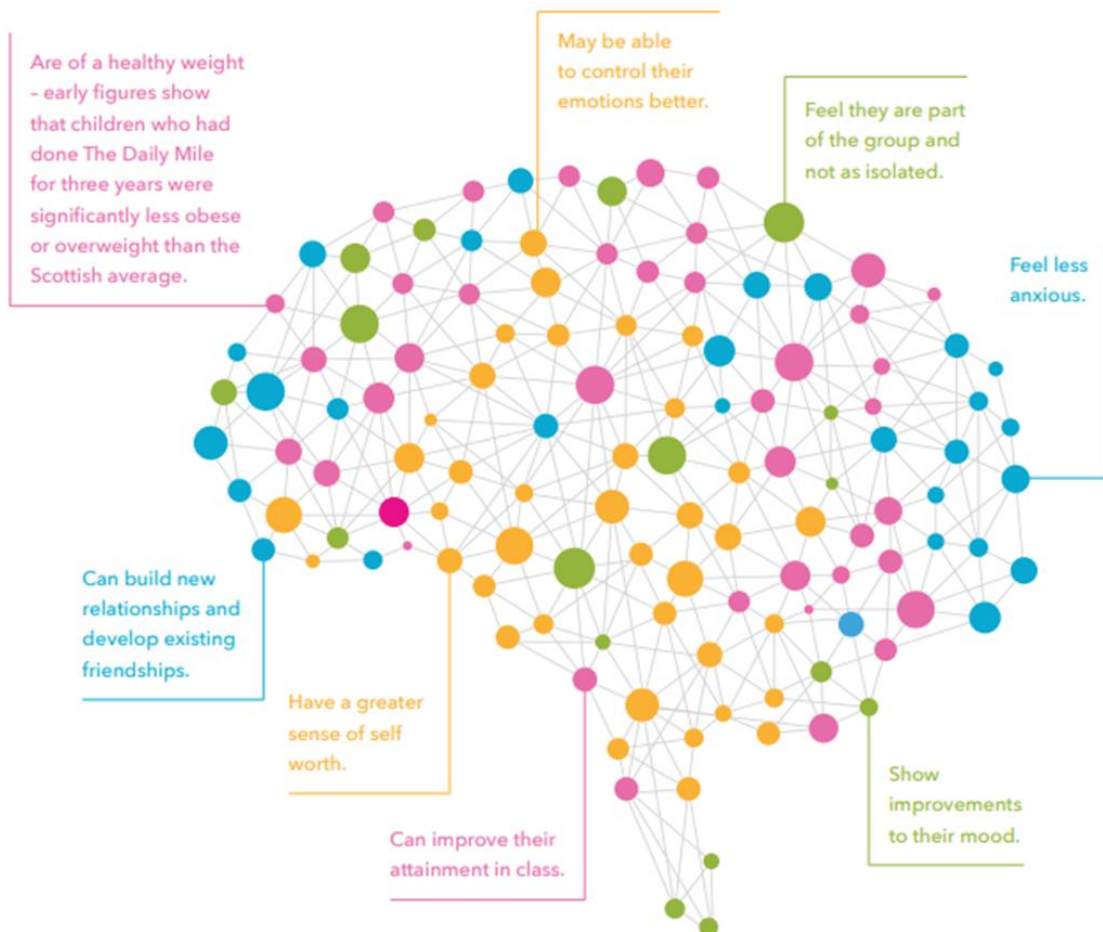 Are of a healthy weight
– early figures show
that children who had
done The Daily Mile
for three years were
significantly less obese
or overweight than the
Scottish average.
May be able
to control their
emotions better.
Feel they are part
of the group and
not as isolated.
Feel less
anxious.
Can build new
relationships and
develop existing
friendships.
Have a greater
sense of self
worth.
Can improve their
attainment in class.
Show
improvements
to their mood.